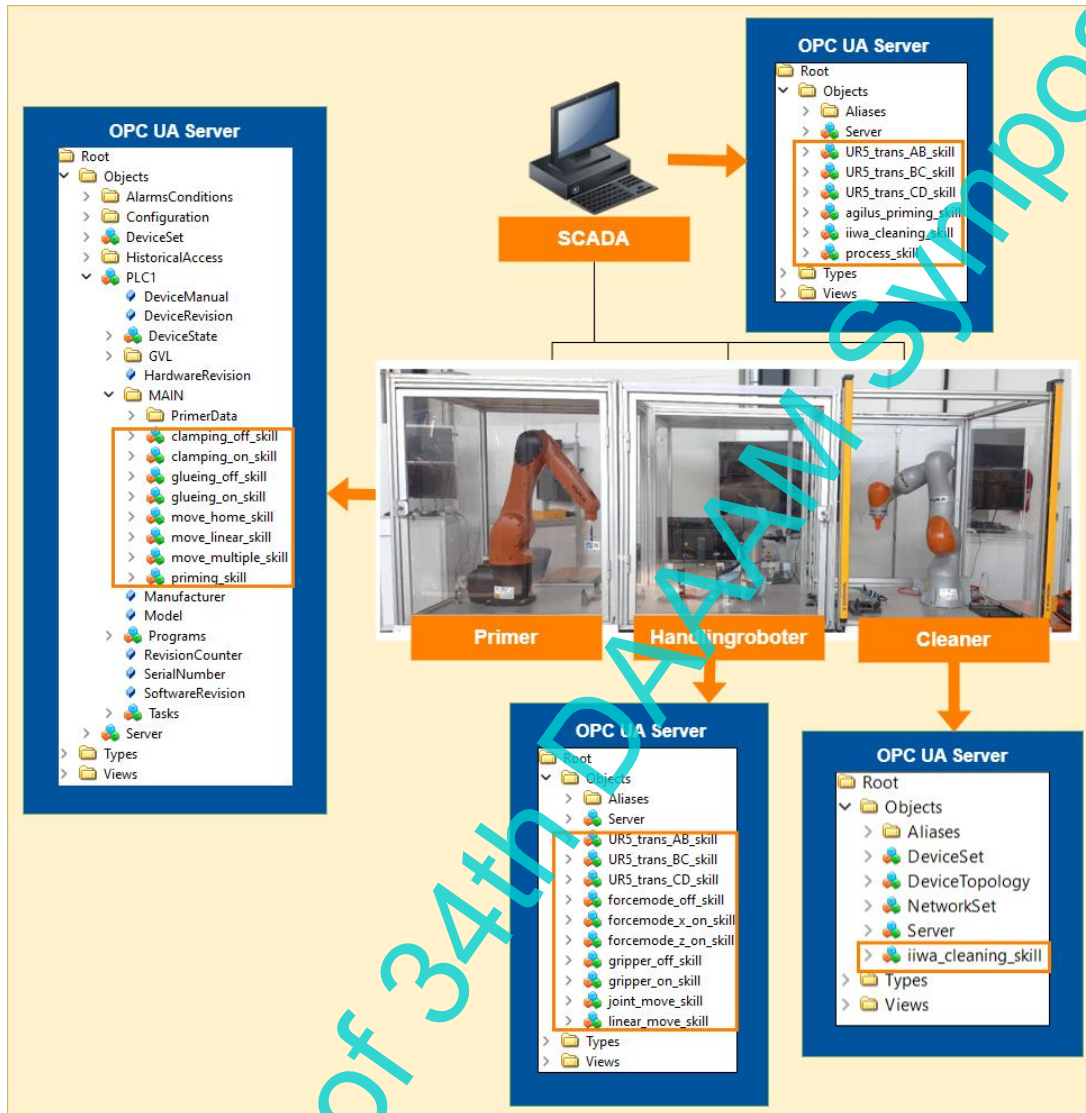 OPC UA Server
Root
Objects
AlarmsConditions
Configuration
DeviceSet
HistoricalAccess
PLC1
DeviceManual
DeviceRevision
DeviceState
GVL
HardwareRevision
MAIN
PrimerData
clamping_off_skill
clamping_on_skill
glueing_off_skill
glueing_on_skill
move_home_skill
move_linear_skill
move_multiple_skill
priming_skill
Manufacturer
Model
Programs
RevisionCounter
SerialNumber
SoftwareRevision
Tasks
Server
Types
Views
SCADA
OPC UA Server
Root
Objects
Aliases
Server
UR5_trans_AB_skill
UR5_trans_BC_skill
UR5_trans_CD_skill
agilus_priming_skill
iiwa_cleaning_skill
process_skill
Types
Views
Primer
Handlingroboter
Cleaner
OPC UA Server
Root
Objects
Aliases
Server
UR5_trans_AB_skill
UR5_trans_BC_skill
UR5_trans_CD_skill
forcemode_off_skill
forcemode_x_on_skill
forcemode_z_on_skill
gripper_off_skill
gripper_on_skill
joint_move_skill
linear_move_skill
Types
Views
OPC UA Server
Root
Objects
Aliases
DeviceSet
DeviceTopology
NetworkSet
Server
iiwa_cleaning_skill
Types
Views
of 34th DAAAM Sympos